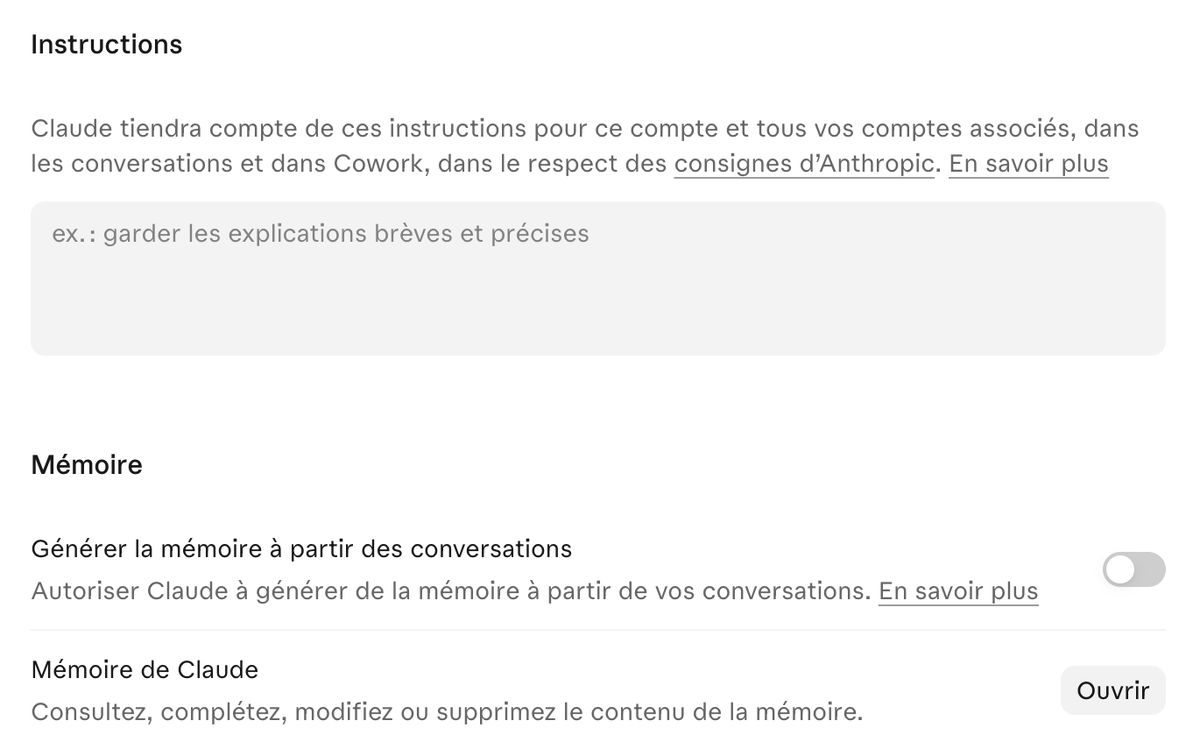 Instructions
Claude tiendra compte de ces instructions pour ce compte et tous vos comptes associés, dans
les conversations et dans Cowork, dans le respect des consignes d’Anthropic. En savoir plus
ex. : garder les explications brèves et précises
Mémoire
Générer la mémoire à partir des conversations
Autoriser Claude à générer de la mémoire à partir de vos conversations. En savoir plus
Mémoire de Claude
Consultez, complétez, modifiez ou supprimez le contenu de la mémoire.
Ouvrir